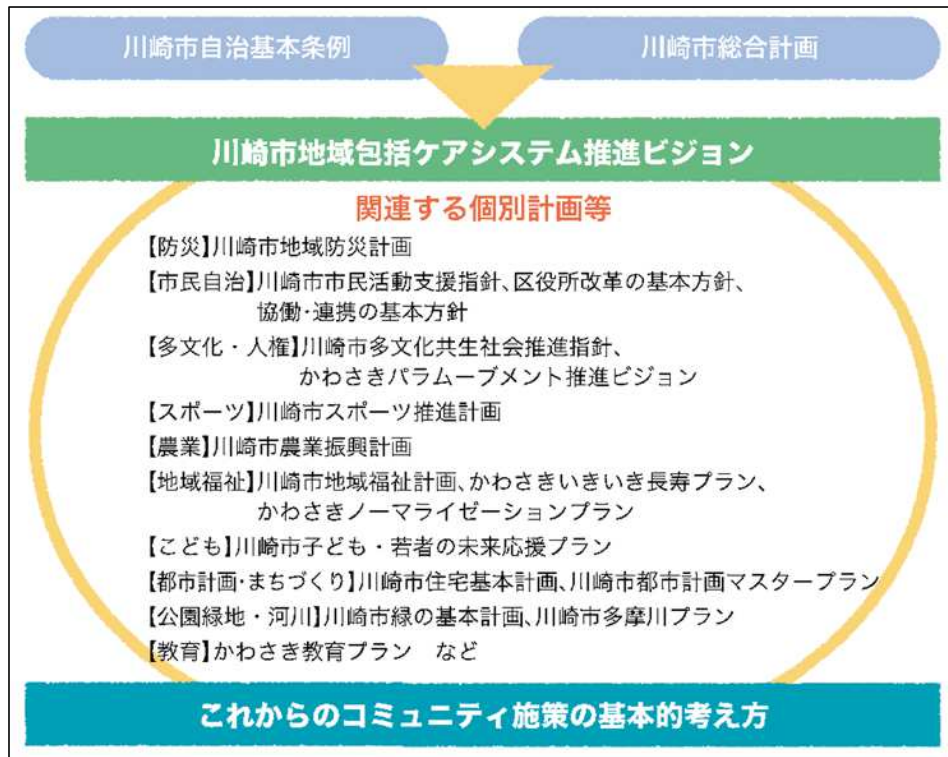 川崎市自治基本条例
川崎市総合計画
川崎市地域包括ケアシステム推進ビジョン
関連する個別計画等
【防災】川崎市地域防災計画
【市民自治】川崎市市民活動支援指針、区役所改革の基本方針、
協働・連携の基本方針
【多文化・人権】川崎市多文化共生社会推進指針、
かわさきパラムーブメント推進ビジョン
【スポーツ】川崎市スポーツ推進計画
【農業】川崎市農業振興計画
【地域福祉】川崎市地域福祉計画、かわさきいきいき長寿プラン、
かわさきノーマライゼーションプラン
【こども】川崎市子ども・若者の未来応援プラン
【都市計画・まちづくり】川崎市住宅基本計画、川崎市都市計画マスタープラン
【公園緑地・河川】川崎市緑の基本計画、川崎市多摩川プラン
【教育】かわさき教育プラン　など
これからのコミュニティ施策の基本的考え方